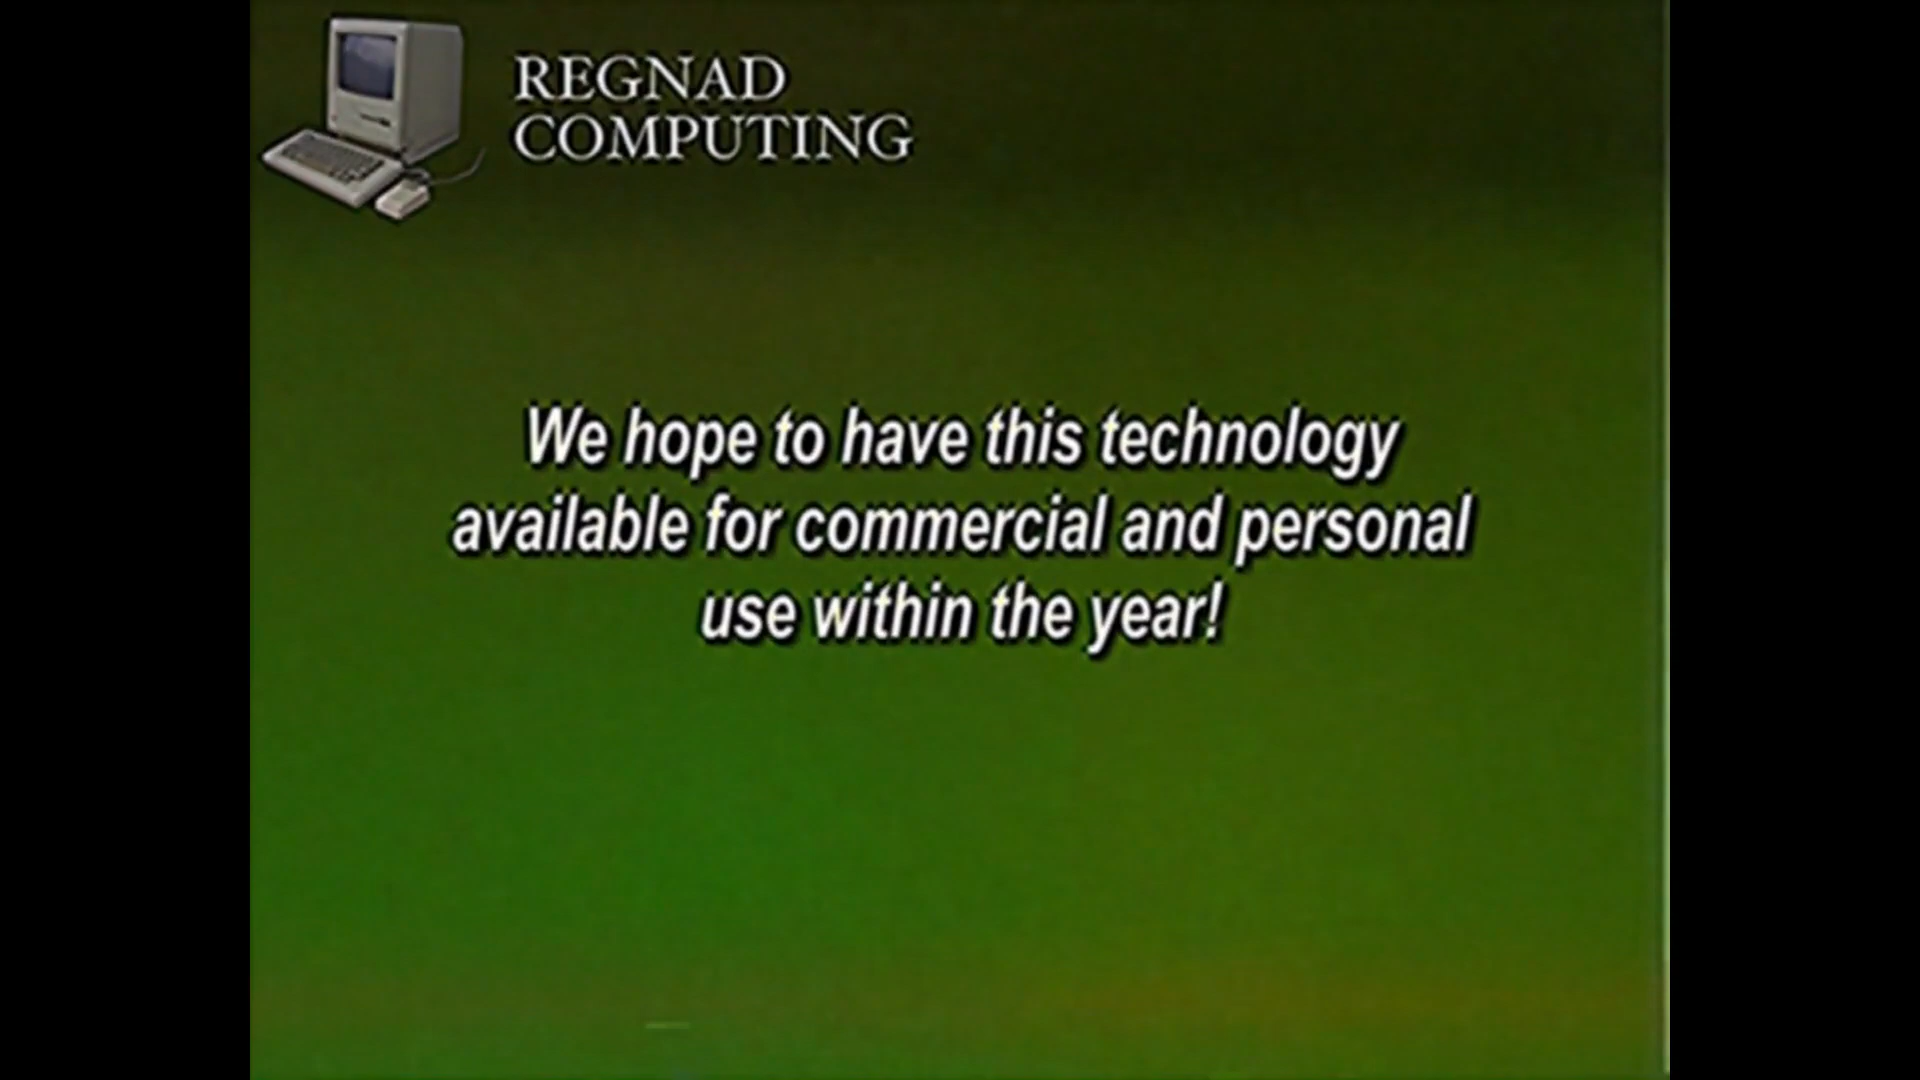 REGNAD
COMPUTING
We hope to have this technology
available for commercial and personal
use within the year!